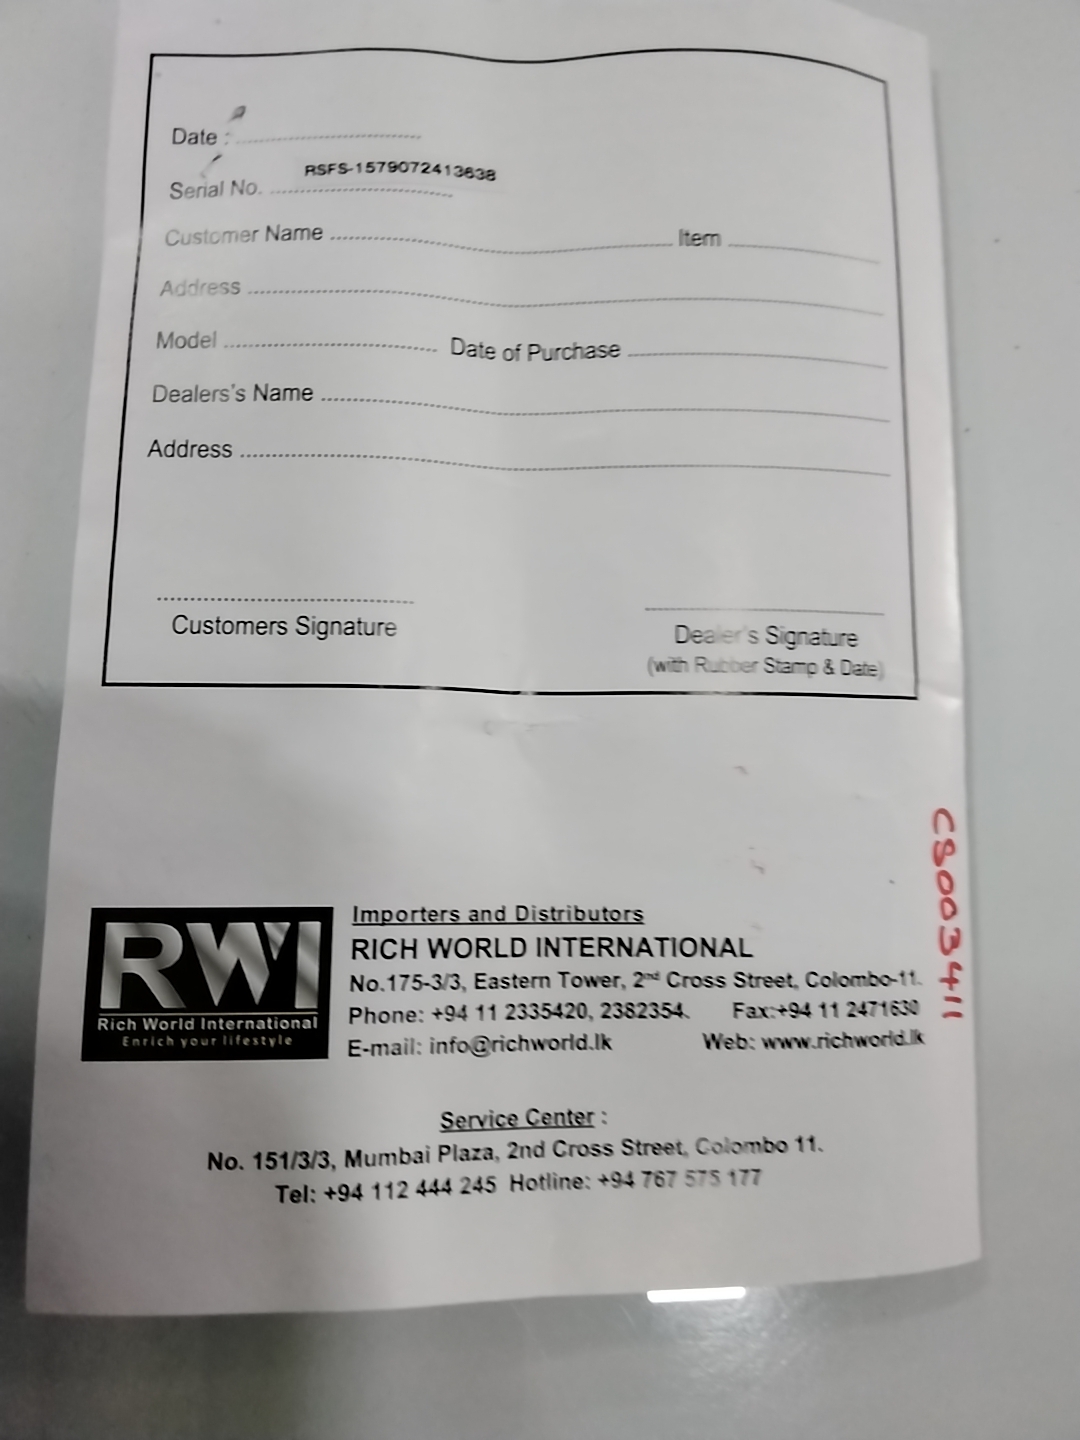 Date : ........................................
RSFS-1579072413638
Serial No. ........................................
Customer Name ........................................ Item ....................
Address ........................................
Model ........................................ Date of Purchase ........................................
Dealers's Name ........................................
Address ........................................
........................................ ........................................
Customers Signature Dealer's Signature
(with Rubber Stamp & Date)
CS003411
RWI
Rich World International
Enrich your lifestyle
Importers and Distributors
RICH WORLD INTERNATIONAL
No.175-3/3, Eastern Tower, 2nd Cross Street, Colombo-11.
Phone: +94 11 2335420, 2382354. Fax:+94 11 2471630
E-mail: info@richworld.lk Web: www.richworld.lk
Service Center :
No. 151/3/3, Mumbai Plaza, 2nd Cross Street, Colombo 11.
Tel: +94 112 444 245 Hotline: +94 767 575 177